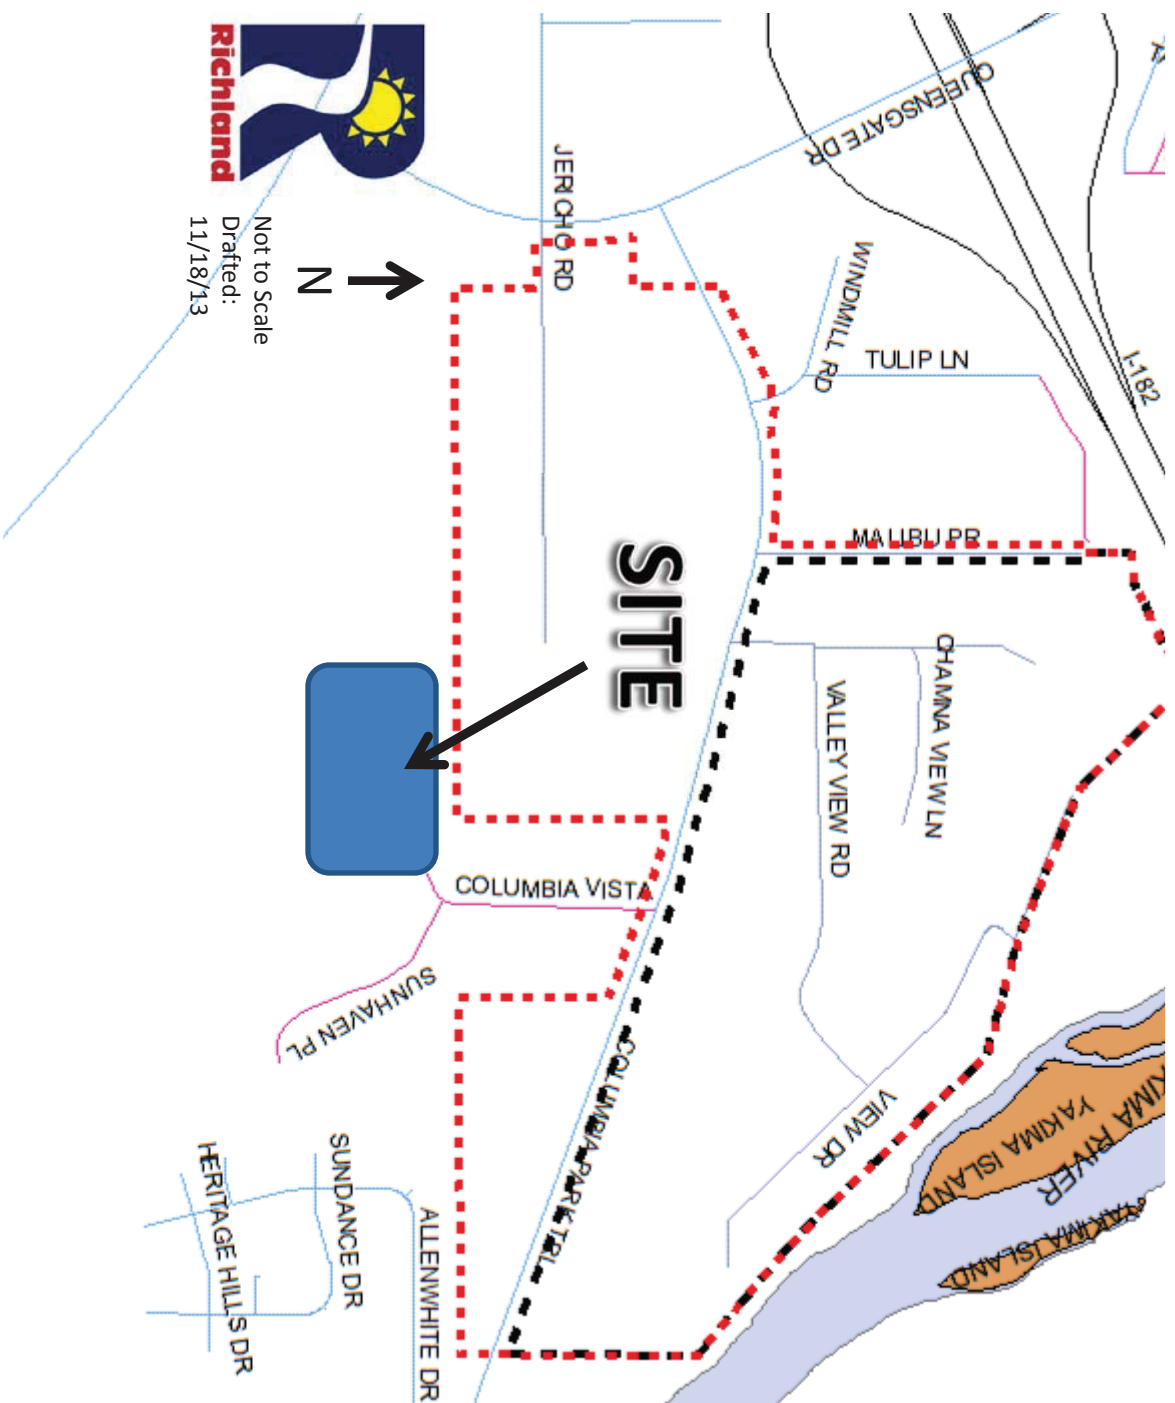 Richland
Not to Scale
Drafted:
11/18/13
N
JERICHO RD
QUEENSGATE DR
WINDMILL RD
TULIP LN
I-182
MALIBU PR
SITE
CHAMNA VIEW LN
VALLEY VIEW RD
COLUMBIA VISTA
SUNHAVEN PL
COLUMBIA PARK TRL
VIEW DR
YAKIMA ISLAND
KIMA RIVER
YAKIMA ISLAND
HERITAGE HILLS DR
SUNDANCE DR
ALLENWHITE DR